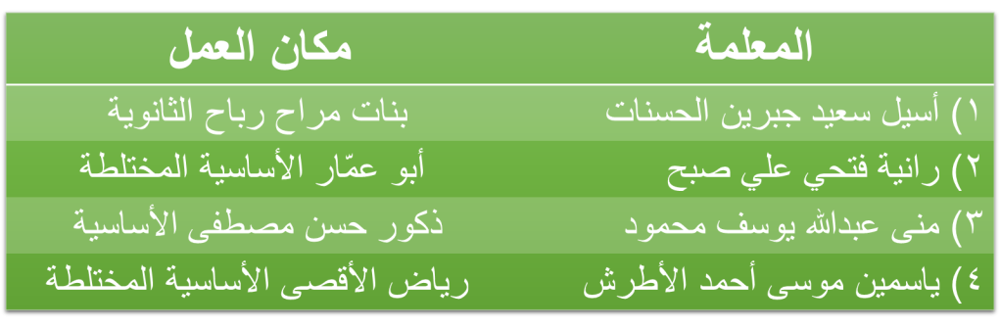 المعلمة مكان العمل
١) أسيل سعيد جبرين الحسنات بنات مراح رباح الثانوية
٢) رانية فتحي علي صبح أبو عمّار الأساسية المختلطة
٣) منى عبدالله يوسف محمود ذكور حسن مصطفى الأساسية
٤) ياسمين موسى أحمد الأطرش رياض الأقصى الأساسية المختلطة